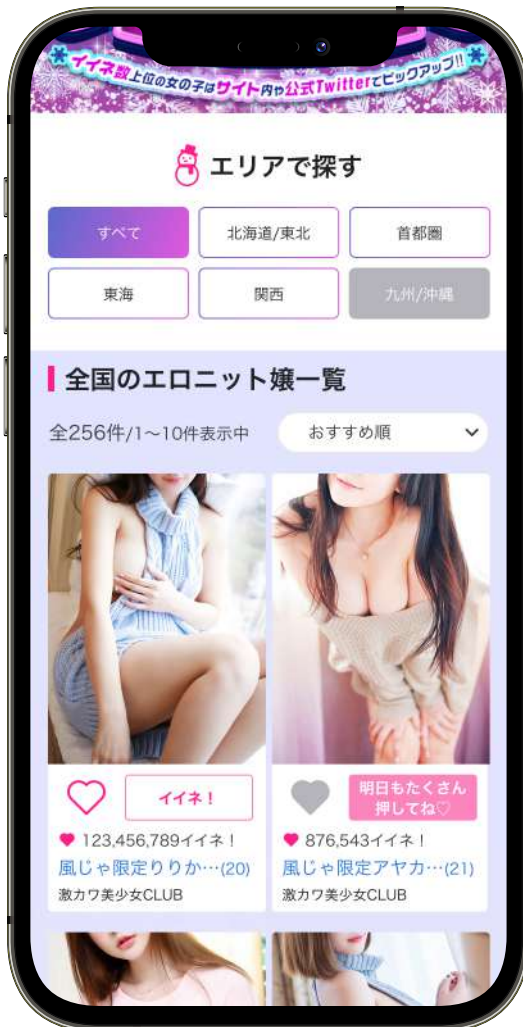 イイネ数上位の女の子はサイト内や公式Twitterでピックアップ!!
エリアで探す
すべて
北海道/東北
首都圏
東海
関西
九州/沖縄
全国のエロニット嬢一覧
全256件/1〜10件表示中
おすすめ順
イイネ！
明日もたくさん
押してね♡
123,456,789イイネ！
876,543イイネ！
風じゃ限定りりか…(20)
風じゃ限定アヤカ…(21)
激カワ美少女CLUB
激カワ美少女CLUB